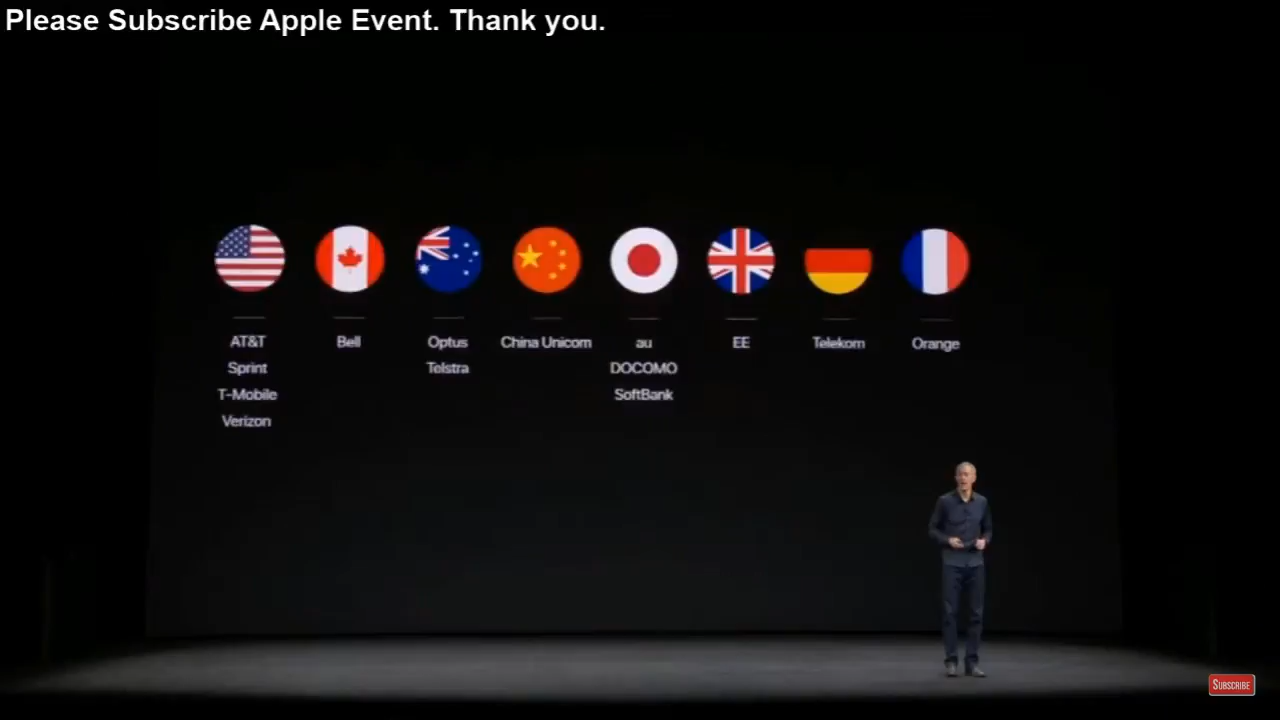 Please Subscribe Apple Event. Thank you.
AT&T
Sprint
T-Mobile
Verizon
Bell
Optus
Telstra
China Unicom
au
DOCOMO
SoftBank
EE
Telekom
Orange
SUBSCRIBE